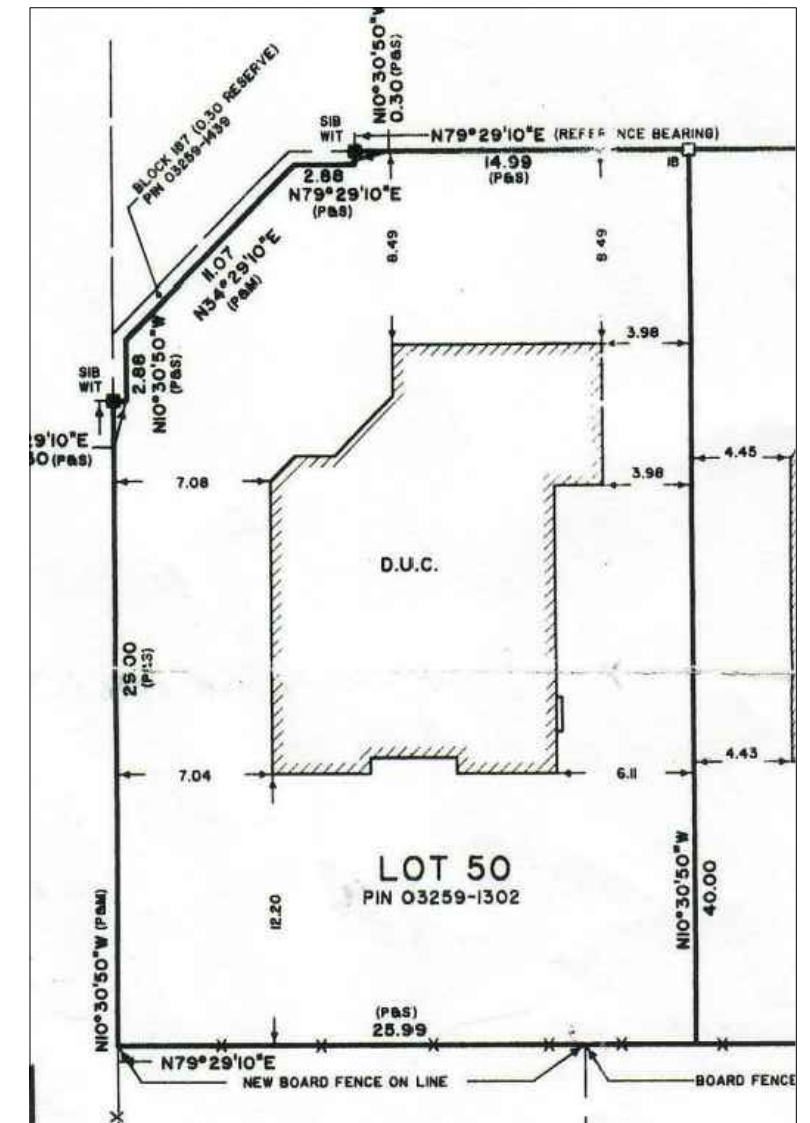 N10°30'50"W
0.30 (P&S)
BLOCK 187 (0.30 RESERVE)
PIN 03259-1439
SIB
WIT
N79°29'10"E (REFERENCE BEARING)
14.99
(P&S)
IB
2.88
N79°29'10"E
(P&S)
11.07
N34°29'10"E
(P&M)
8.49
8.49
2.88
N10°30'50"W
(P&S)
SIB
WIT
29'10"E
30 (P&S)
3.98
3.98
4.45
7.08
D.U.C.
29.00
(P&S)
7.04
6.11
4.43
LOT 50
PIN 03259-1302
12.20
N10°30'50"W
40.00
N10°30'50"W (P&M)
(P&S)
25.99
N79°29'10"E
NEW BOARD FENCE ON LINE
BOARD FENCE